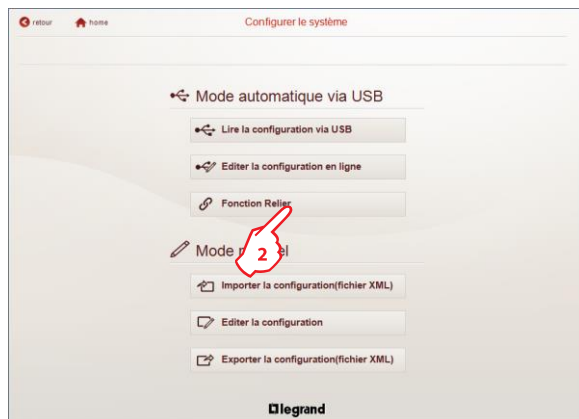 retour home Configurer le système
Mode automatique via USB
Lire la configuration via USB
Editer la configuration en ligne
Fonction Relier
Mode
2
Importer la configuration(fichier XML)
Editer la configuration
Exporter la configuration(fichier XML)
legrand